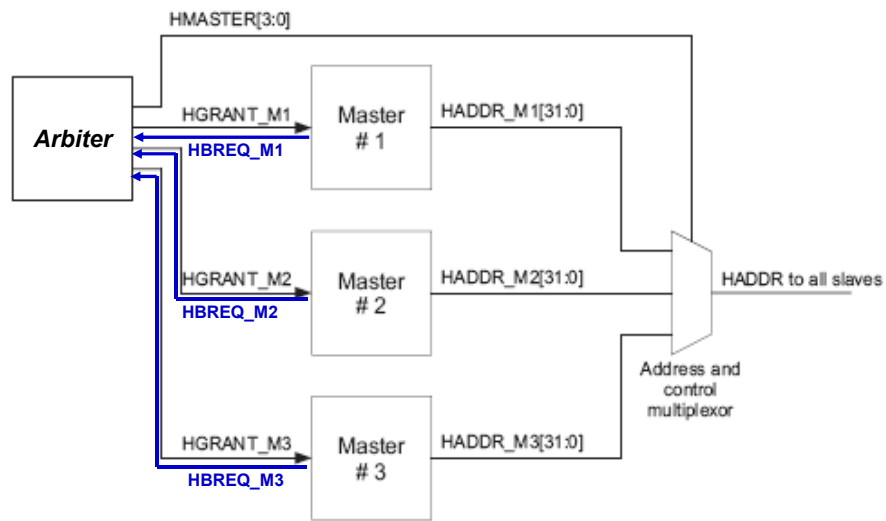 HMASTER[3:0]
Arbiter
HGRANT_M1
HBREQ_M1
Master
# 1
HADDR_M1[31:0]
HGRANT_M2
HBREQ_M2
Master
# 2
HADDR_M2[31:0]
HADDR to all slaves
Address and
control
multiplexor
HGRANT_M3
HBREQ_M3
Master
# 3
HADDR_M3[31:0]